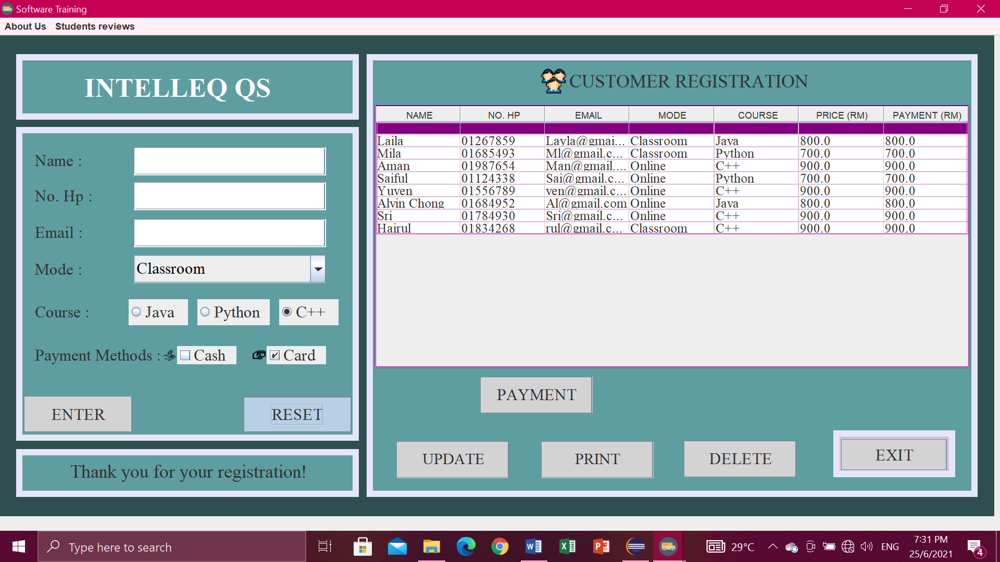 Software Training
About Us Students reviews
INTELLEQ QS
Name :
No. Hp :
Email :
Mode : Classroom
Course : Java Python C++
Payment Methods : Cash Card
ENTER RESET
Thank you for your registration!
CUSTOMER REGISTRATION
NAME NO. HP EMAIL MODE COURSE PRICE (RM) PAYMENT (RM)
Laila 01267859 Layla@gmai... Classroom Java 800.0 800.0
Mila 01685493 Ml@gmail.c... Classroom Python 700.0 700.0
Aman 01987654 Man@gmail.... Online C++ 900.0 900.0
Saiful 01124338 Sai@gmail.c... Online Python 700.0 700.0
Yuven 01556789 ven@gmail.c... Online C++ 900.0 900.0
Alvin Chong 01684952 Al@gmail.com Online Java 800.0 800.0
Sri 01784930 Sri@gmail.c... Online C++ 900.0 900.0
Hairul 01834268 rul@gmail.c... Classroom C++ 900.0 900.0
PAYMENT
UPDATE PRINT DELETE EXIT
Type here to search
29°C
ENG
7:31 PM
25/6/2021
4